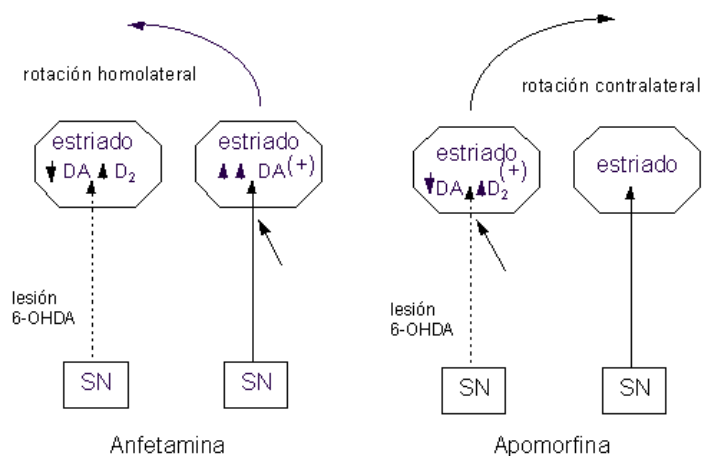 rotación homolateral
estriado
DA D₂
estriado
DA(+)
lesión
6-OHDA
SN
SN
Anfetamina
rotación contralateral
estriado
DA D₂(+)
estriado
lesión
6-OHDA
SN
SN
Apomorfina